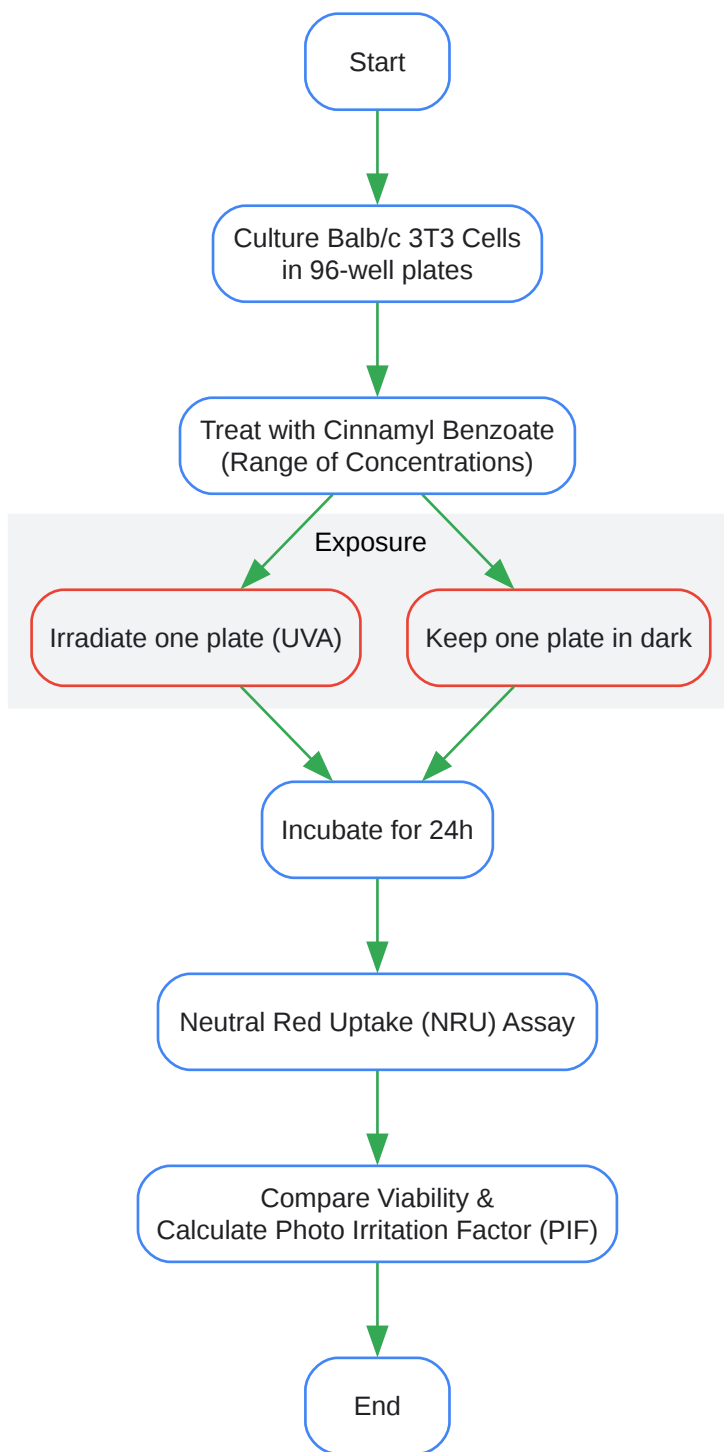 Start
Culture Balb/c 3T3 Cells
in 96-well plates
Treat with Cinnamyl Benzoate
(Range of Concentrations)
Exposure
Irradiate one plate (UVA)
Keep one plate in dark
Incubate for 24h
Neutral Red Uptake (NRU) Assay
Compare Viability &
Calculate Photo Irritation Factor (PIF)
End